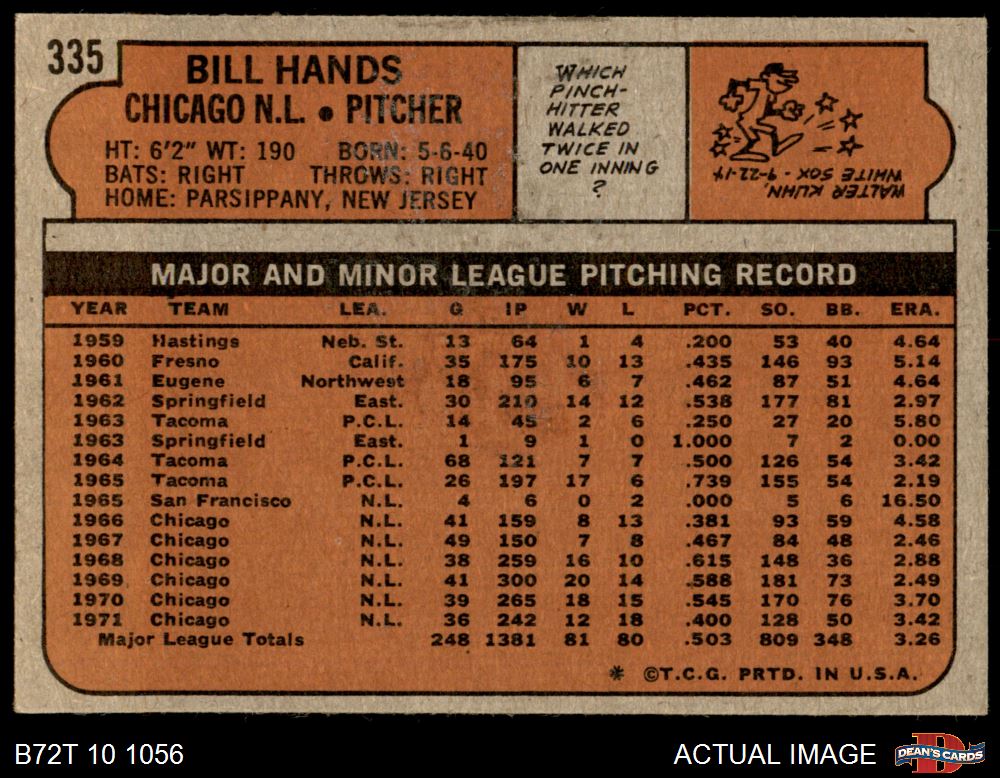 335
BILL HANDS
CHICAGO N.L. • PITCHER
HT: 6'2" WT: 190 BORN: 5-6-40
BATS: RIGHT THROWS: RIGHT
HOME: PARSIPPANY, NEW JERSEY
WHICH
PINCH-
HITTER
WALKED
TWICE IN
ONE INNING
?
WALTER KUHN,
WHITE SOX - 9-22-14
MAJOR AND MINOR LEAGUE PITCHING RECORD
YEAR TEAM LEA. G IP W L PCT. SO. BB. ERA.
1959 Hastings Neb. St. 13 64 1 4 .200 53 40 4.64
1960 Fresno Calif. 35 175 10 13 .435 146 93 5.14
1961 Eugene Northwest 18 95 6 7 .462 87 51 4.64
1962 Springfield East. 30 210 14 12 .538 177 81 2.97
1963 Tacoma P.C.L. 14 45 2 6 .250 27 20 5.80
1963 Springfield East. 1 9 1 0 1.000 7 2 0.00
1964 Tacoma P.C.L. 68 121 7 7 .500 126 54 3.42
1965 Tacoma P.C.L. 26 197 17 6 .739 155 54 2.19
1965 San Francisco N.L. 4 6 0 2 .000 5 6 16.50
1966 Chicago N.L. 41 159 8 13 .381 93 59 4.58
1967 Chicago N.L. 49 150 7 8 .467 84 48 2.46
1968 Chicago N.L. 38 259 16 10 .615 148 36 2.88
1969 Chicago N.L. 41 300 20 14 .588 181 73 2.49
1970 Chicago N.L. 39 265 18 15 .545 170 76 3.70
1971 Chicago N.L. 36 242 12 18 .400 128 50 3.42
Major League Totals 248 1381 81 80 .503 809 348 3.26
* ©T.C.G. PRTD. IN U.S.A.
B72T 10 1056
ACTUAL IMAGE
DEAN'S CARDS